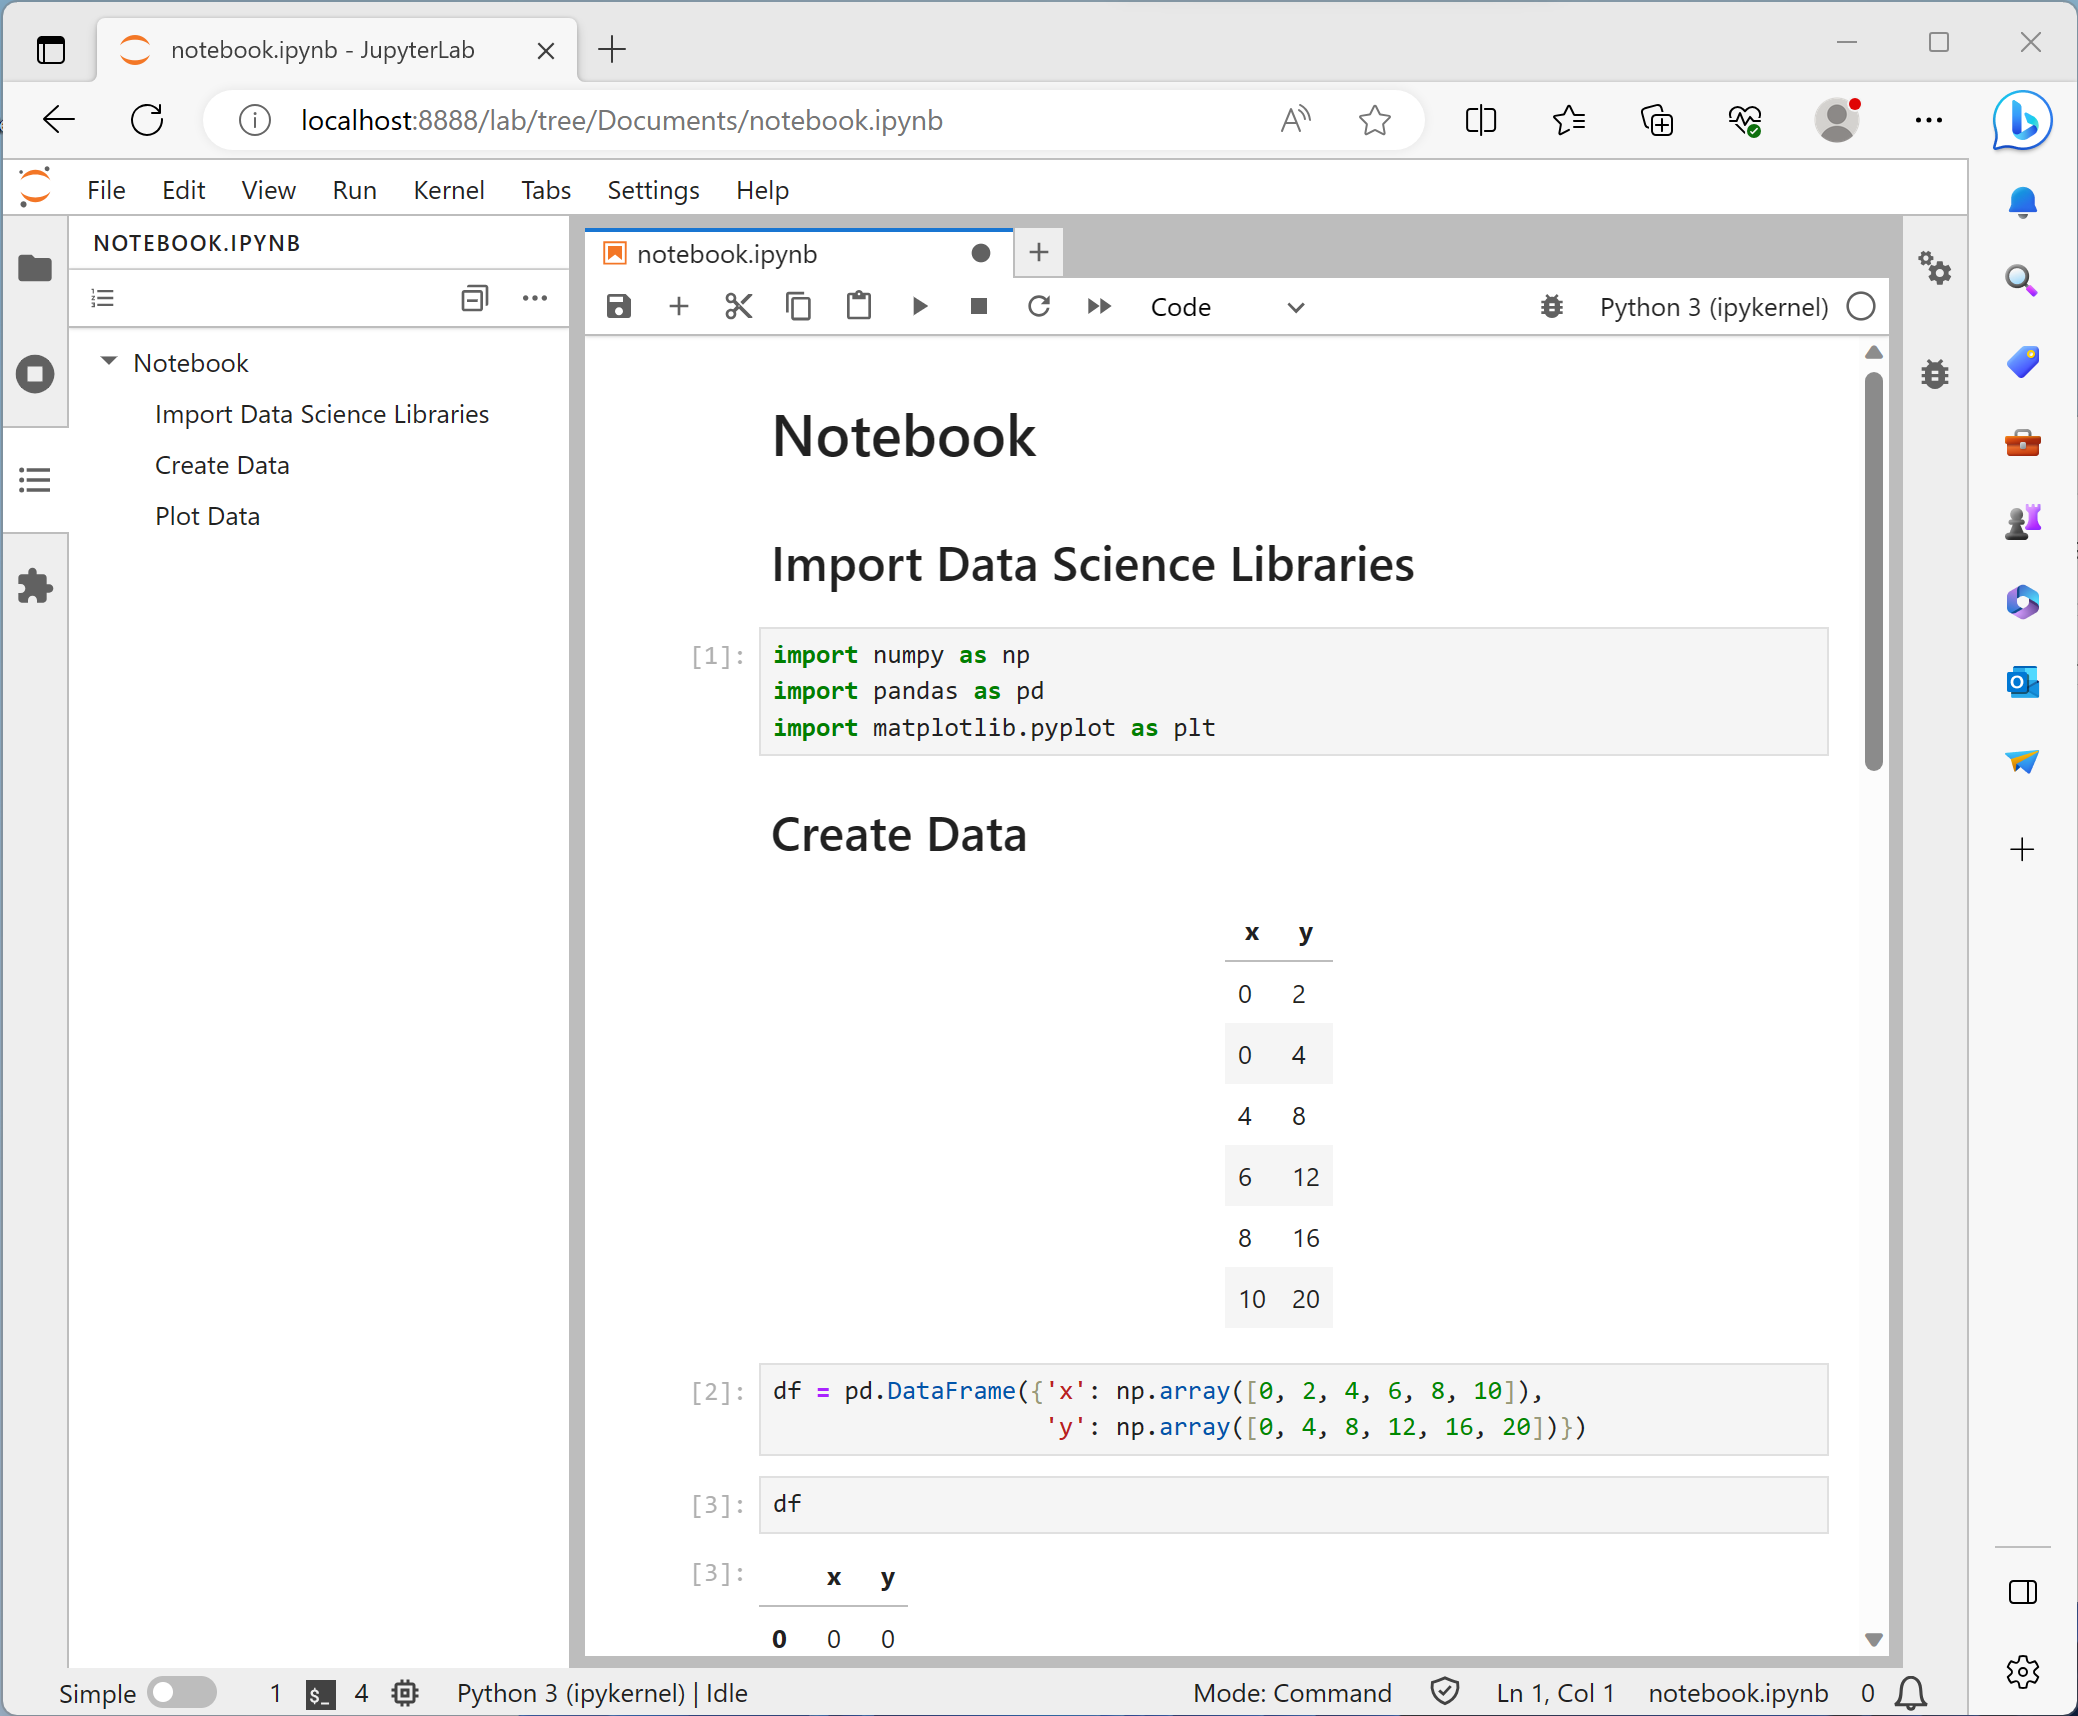 notebook.ipynb - JupyterLab
localhost:8888/lab/tree/Documents/notebook.ipynb
File Edit View Run Kernel Tabs Settings Help
NOTEBOOK.IPYNB
Notebook
Import Data Science Libraries
Create Data
Plot Data
notebook.ipynb
Code
Python 3 (ipykernel)
Notebook
Import Data Science Libraries
[1]:
import numpy as np
import pandas as pd
import matplotlib.pyplot as plt
Create Data
x y
0 2
0 4
4 8
6 12
8 16
10 20
[2]:
df = pd.DataFrame({'x': np.array([0, 2, 4, 6, 8, 10]),
'y': np.array([0, 4, 8, 12, 16, 20])})
[3]:
df
[3]:
x y
0 0 0
Simple 1 $_ 4 Python 3 (ipykernel) | Idle Mode: Command Ln 1, Col 1 notebook.ipynb 0